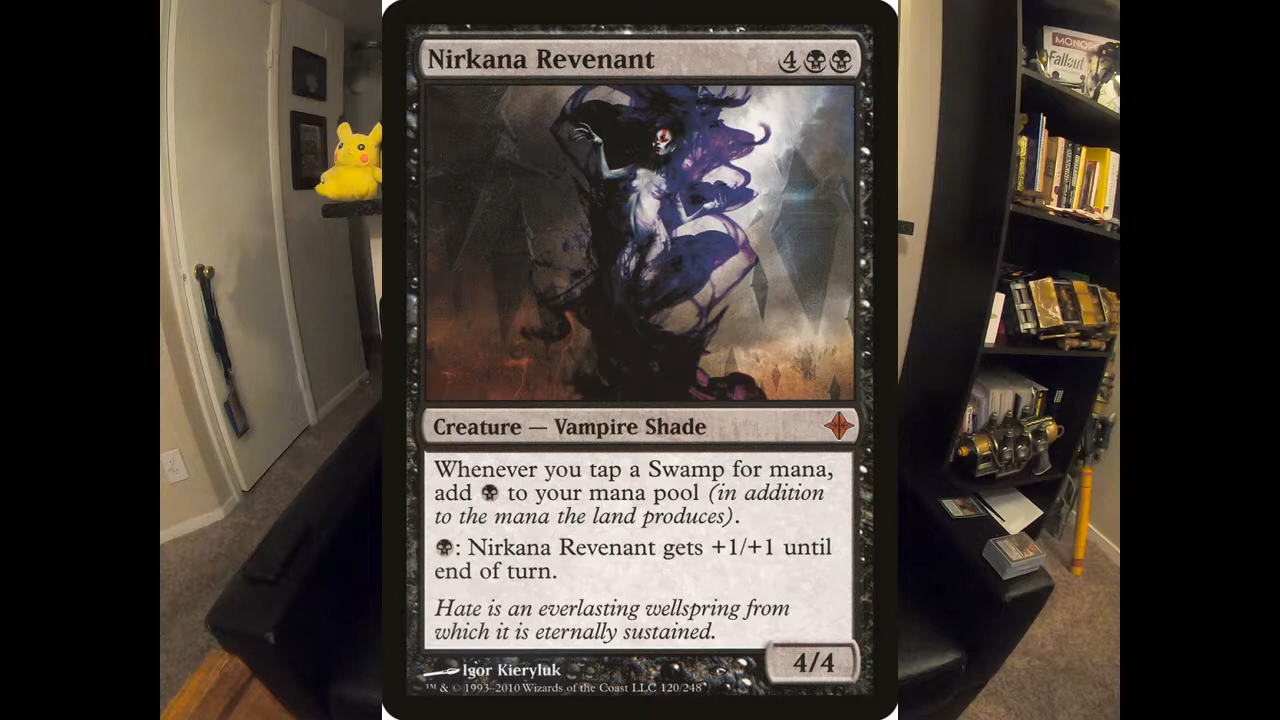 Nirkana Revenant
4
Creature — Vampire Shade
Whenever you tap a Swamp for mana,
add to your mana pool (in addition
to the mana the land produces).
: Nirkana Revenant gets +1/+1 until
end of turn.
Hate is an everlasting wellspring from
which it is eternally sustained.
4/4
Igor Kieryluk
™ & © 1993–2010 Wizards of the Coast LLC 120/248
MONOPOLY
Fallout